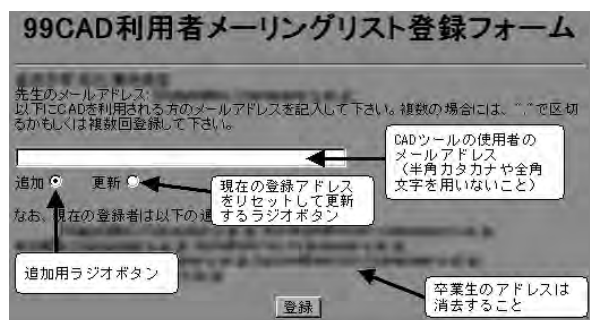 99CAD利用者メーリングリスト登録フォーム
先生のメールアドレス:
以下にCADを利用される方のメールアドレスを記入して下さい。複数の場合には、","で区切
るかもしくは複数回登録して下さい。
CADツールの使用者の
メールアドレス
(半角カタカナや全角
文字を用いないこと)
追加 更新
現在の登録アドレス
をリセットして更新
するラジオボタン
なお、現在の登録者は以下の通
追加用ラジオボタン
卒業生のアドレスは
消去すること
登録